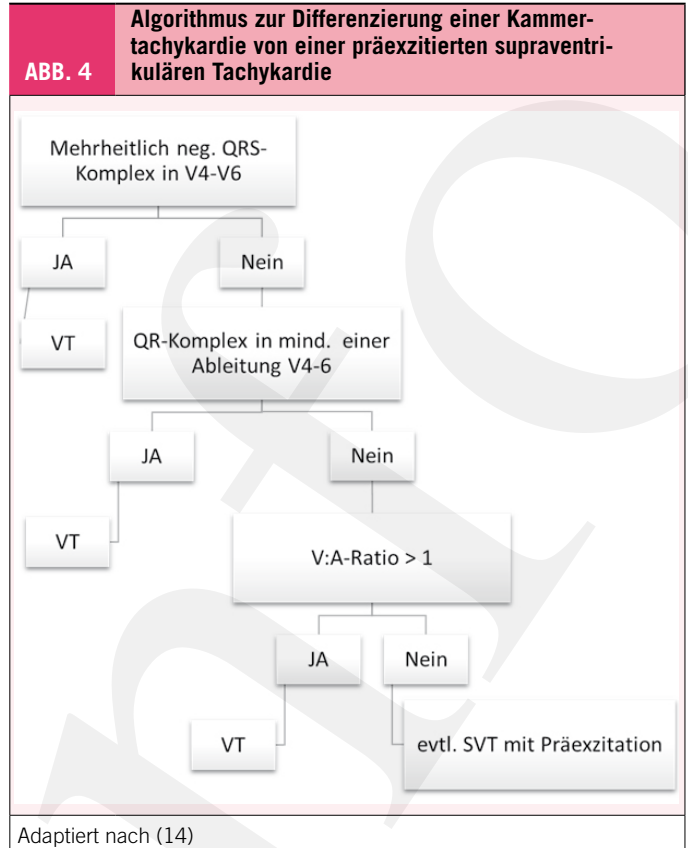 ABB. 4
Algorithmus zur Differenzierung einer Kammer-
tachykardie von einer präexzitierten supraventri-
kulären Tachykardie
Mehrheitlich neg. QRS-
Komplex in V4-V6
JA
Nein
VT
QR-Komplex in mind. einer
Ableitung V4-6
JA
Nein
VT
V:A-Ratio > 1
JA
Nein
VT
evtl. SVT mit Präexzitation
Adaptiert nach (14)